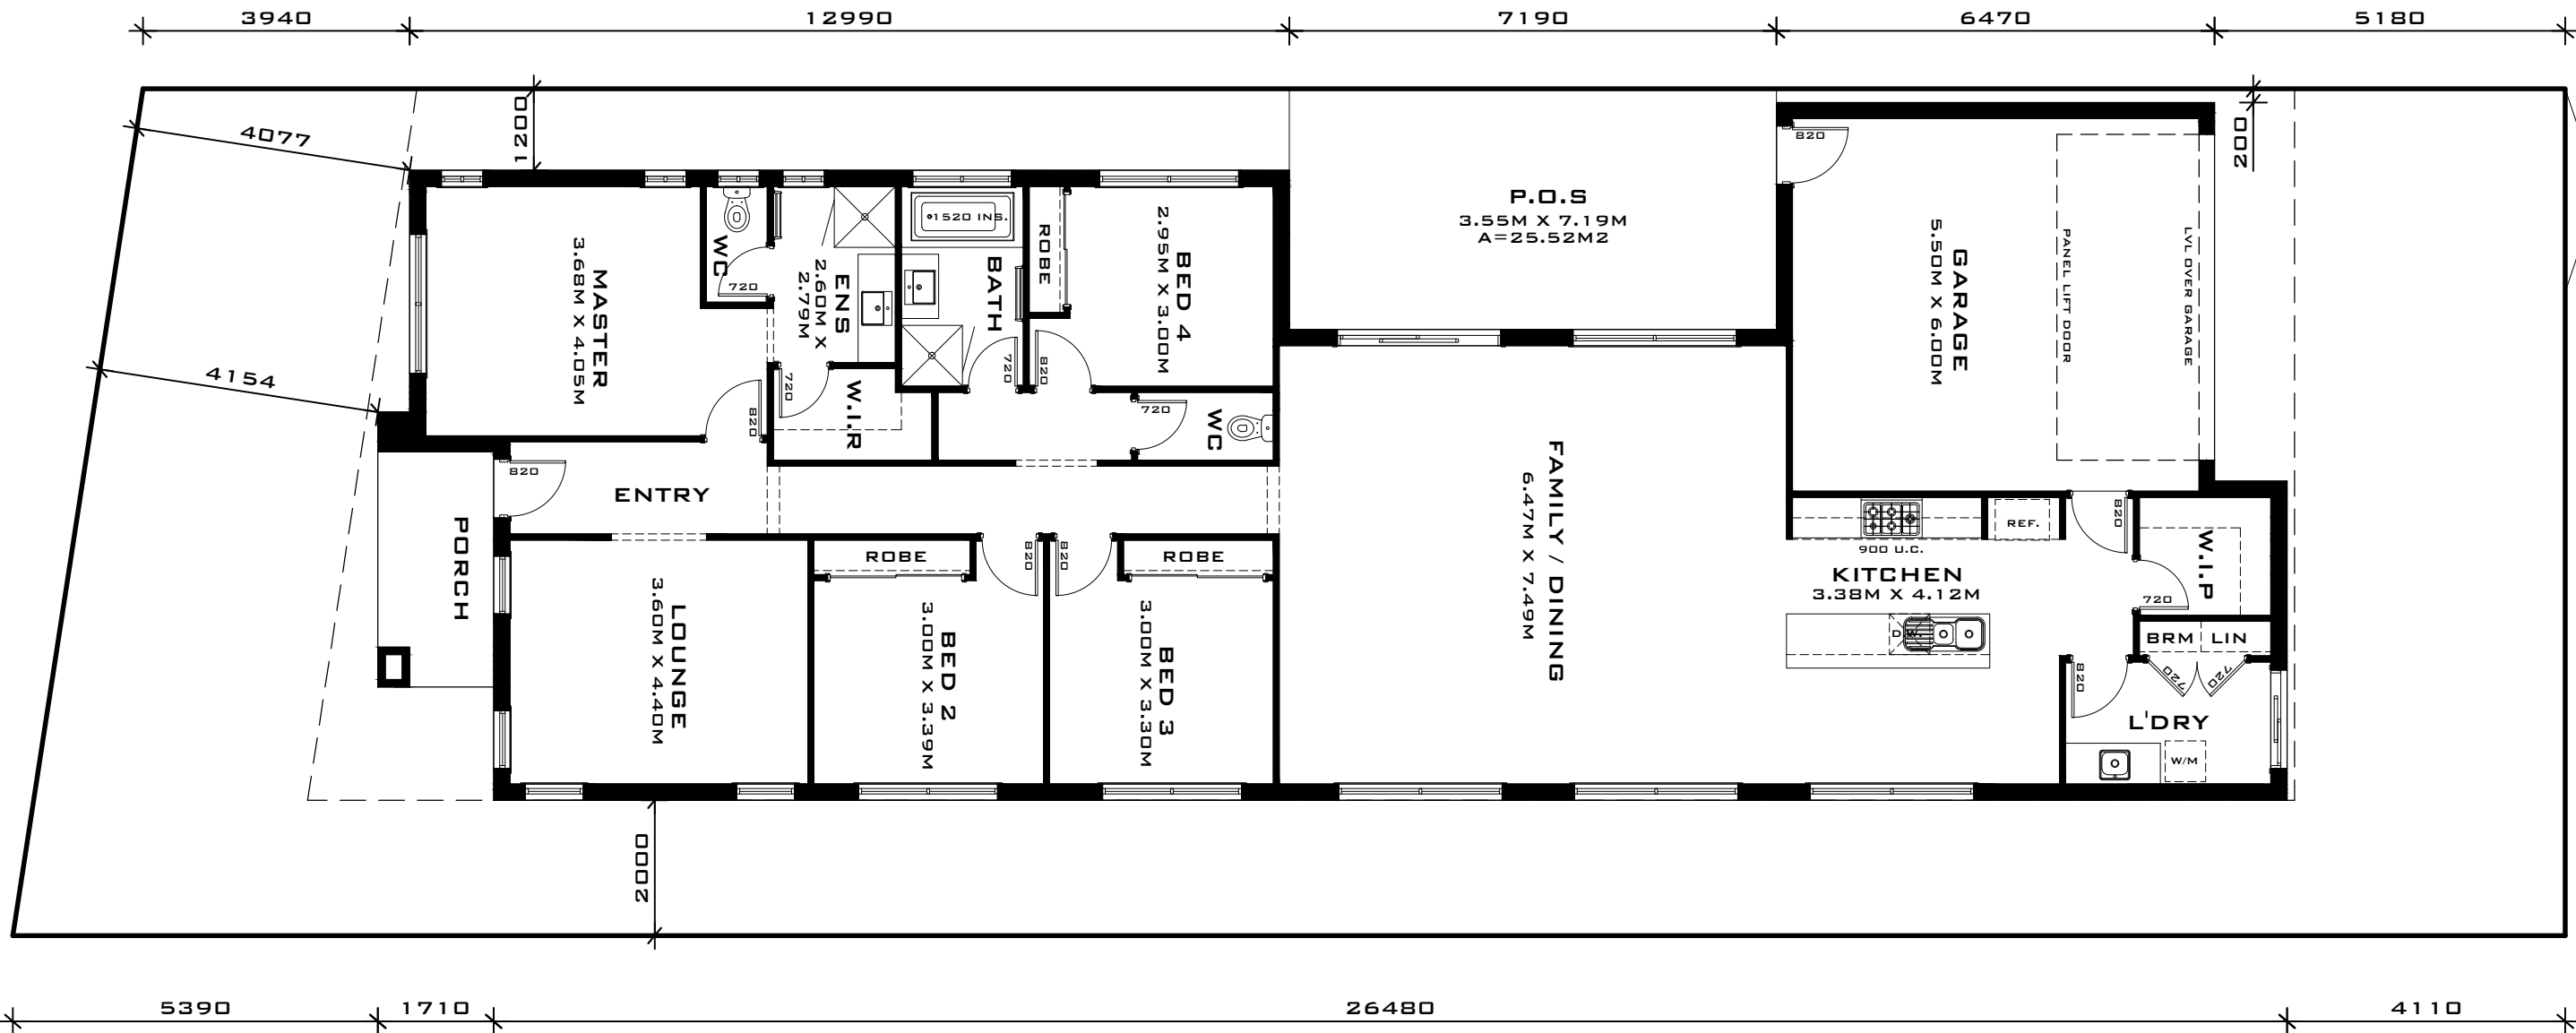 3940
12990
7190
6470
5180
4077
1200
200
4154
MASTER
3.68M X 4.05M
WC
720
ENS
2.60M X
2.79M
1520 INS.
BATH
ROBE
BED 4
2.95M X 3.00M
P.O.S
3.55M X 7.19M
A=25.52M2
820
GARAGE
5.50M X 6.00M
PANEL LIFT DOOR
LVL OVER GARAGE
820
720
W.I.R
720
820
720
WC
820
ENTRY
PORCH
FAMILY / DINING
6.47M X 7.49M
REF.
900 U.C.
820
W.I.P
720
KITCHEN
3.38M X 4.12M
D.W.
BRM
LIN
720
720
820
L'DRY
W/M
LOUNGE
3.60M X 4.40M
ROBE
820
820
ROBE
BED 2
3.00M X 3.39M
BED 3
3.00M X 3.30M
2000
5390
1710
26480
4110